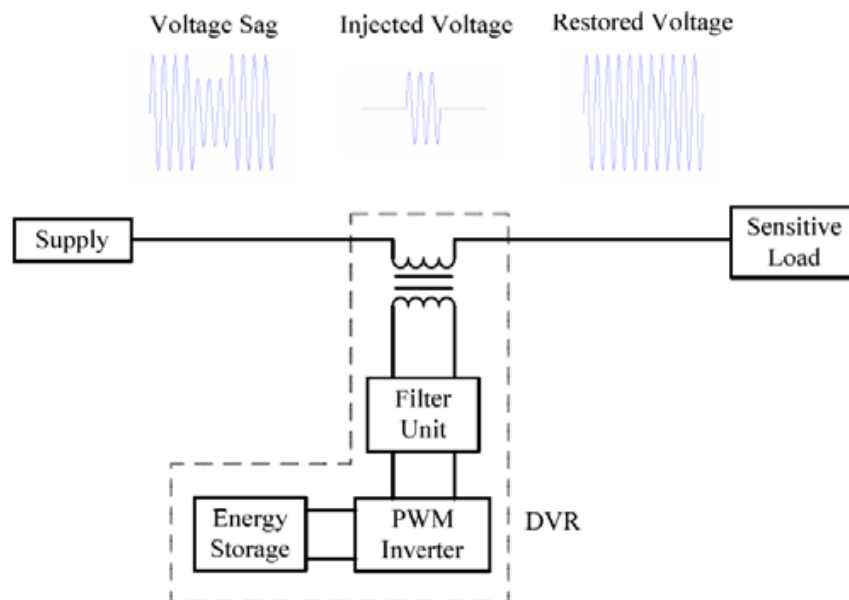 Voltage Sag
Injected Voltage
Restored Voltage
Supply
Sensitive
Load
Filter
Unit
Energy
Storage
PWM
Inverter
DVR